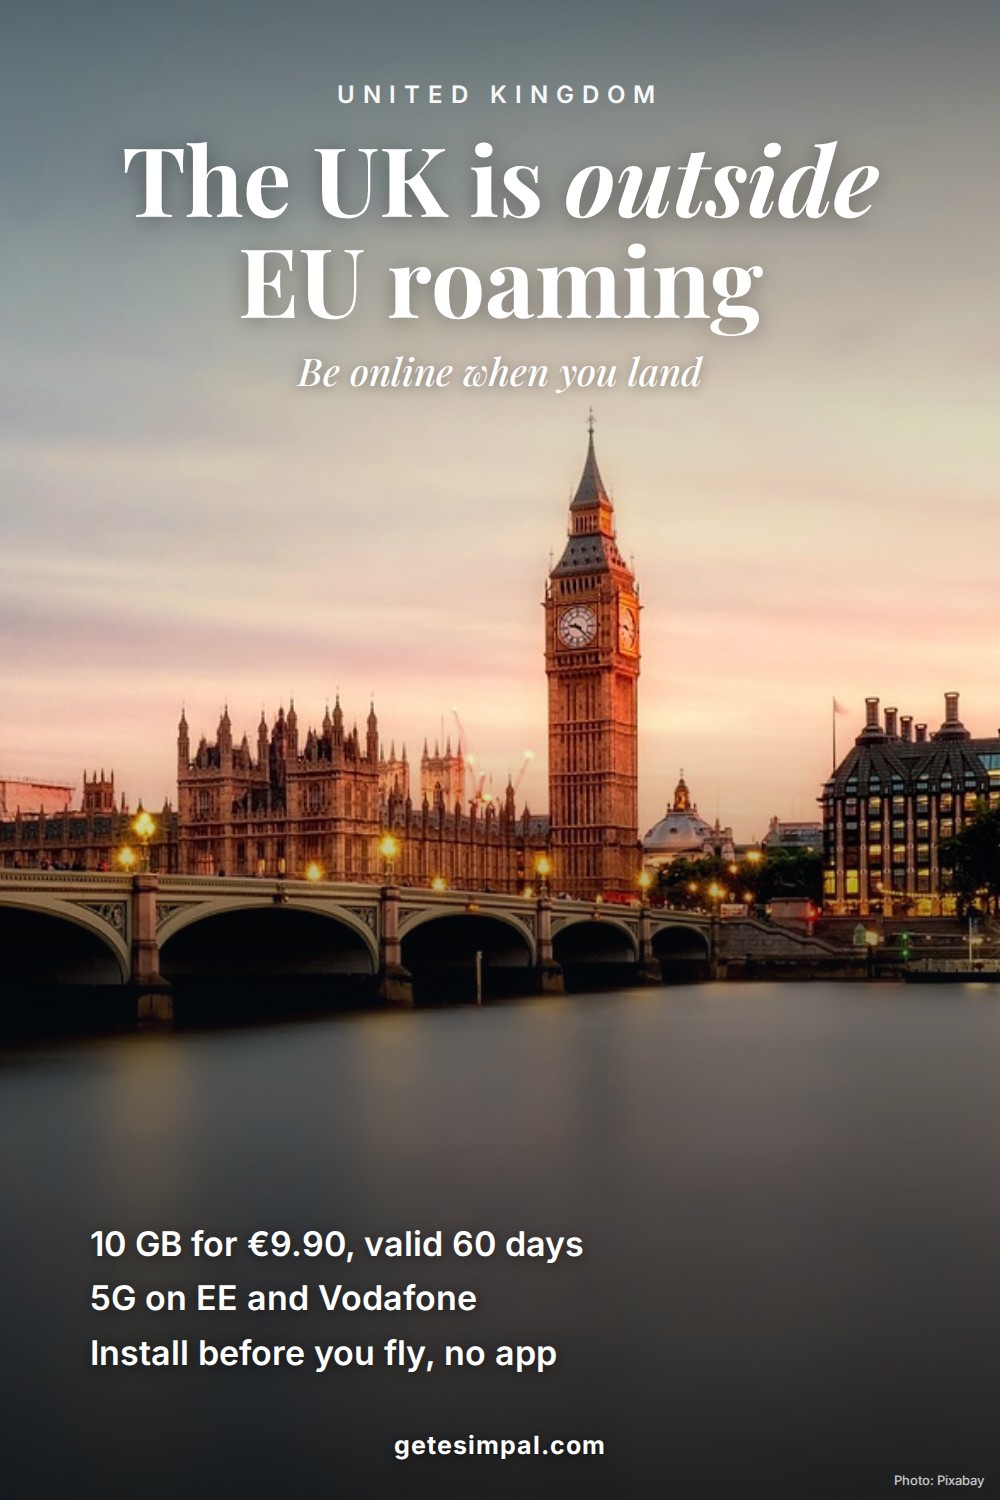 UNITED KINGDOM
The UK is outside
EU roaming
Be online when you land
10 GB for €9.90, valid 60 days
5G on EE and Vodafone
Install before you fly, no app
getesimpal.com
Photo: Pixabay